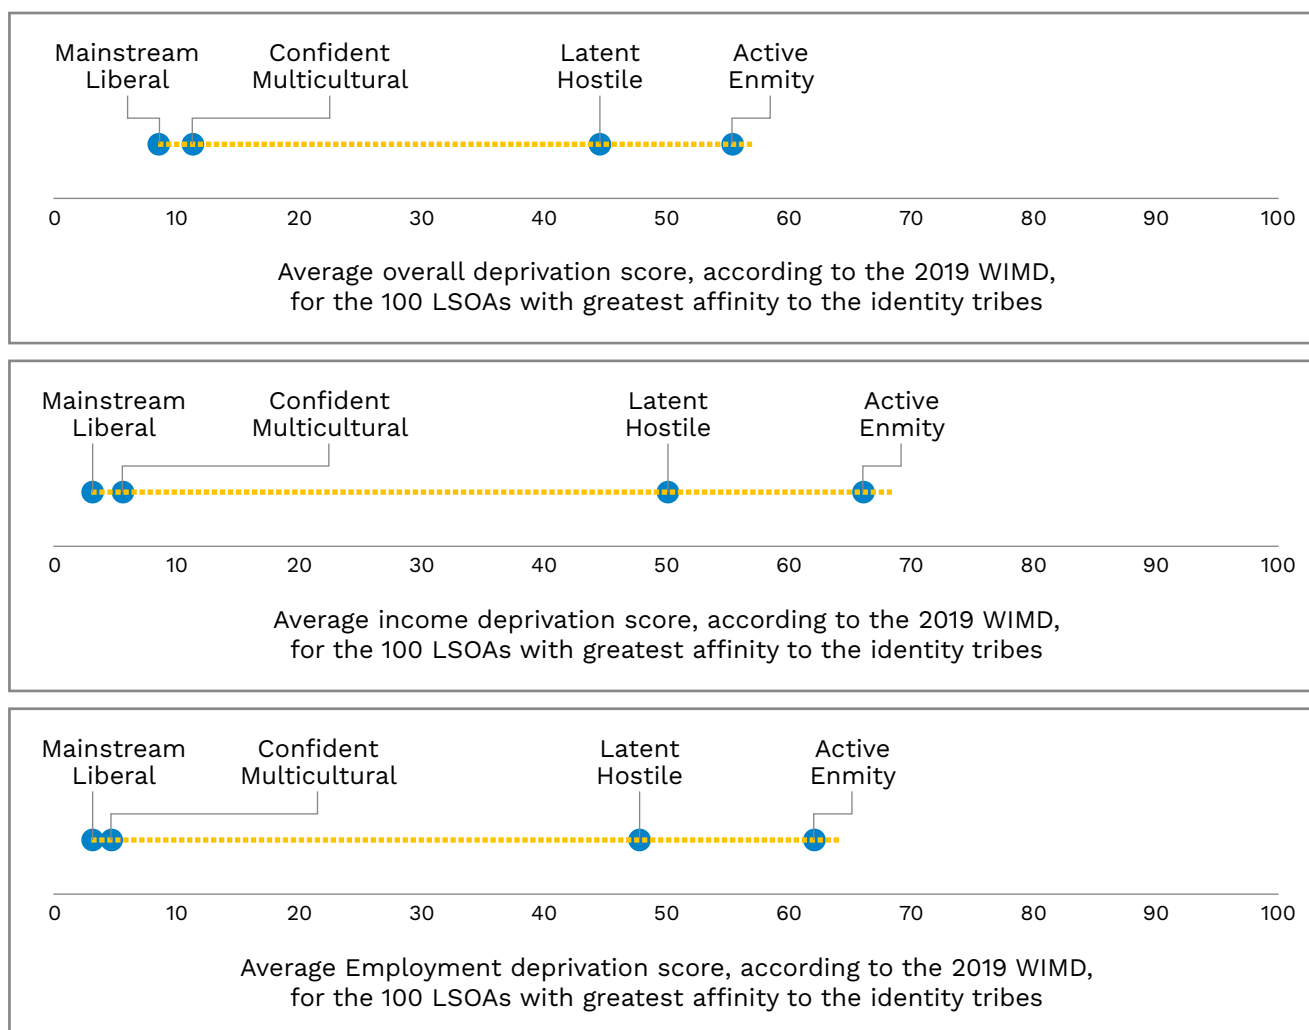 Mainstream
Liberal
Confident
Multicultural
Latent
Hostile
Active
Enmity
0 10 20 30 40 50 60 70 80 90 100
Average overall deprivation score, according to the 2019 WIMD,
for the 100 LSOAs with greatest affinity to the identity tribes
Mainstream
Liberal
Confident
Multicultural
Latent
Hostile
Active
Enmity
0 10 20 30 40 50 60 70 80 90 100
Average income deprivation score, according to the 2019 WIMD,
for the 100 LSOAs with greatest affinity to the identity tribes
Mainstream
Liberal
Confident
Multicultural
Latent
Hostile
Active
Enmity
0 10 20 30 40 50 60 70 80 90 100
Average Employment deprivation score, according to the 2019 WIMD,
for the 100 LSOAs with greatest affinity to the identity tribes